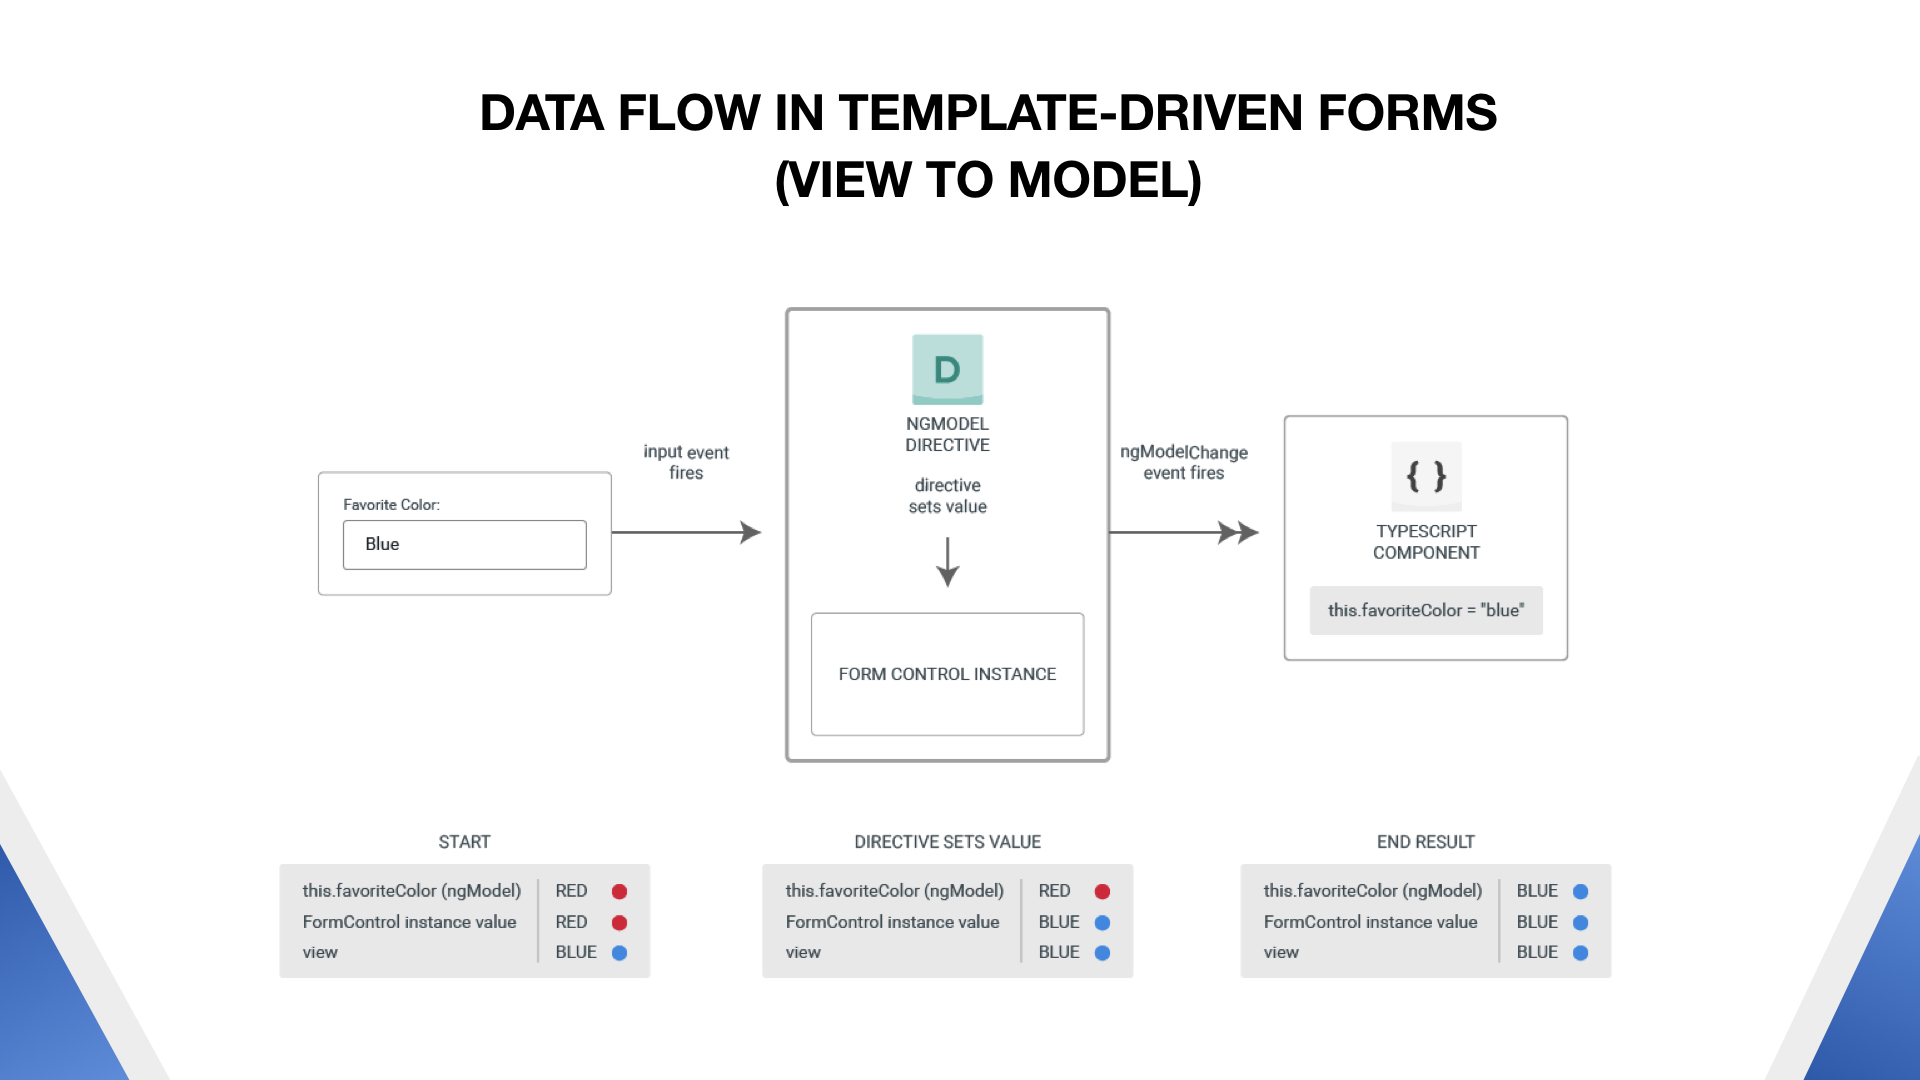 DATA FLOW IN TEMPLATE-DRIVEN FORMS
(VIEW TO MODEL)
Favorite Color:
Blue
input event
fires
D
NGMODEL
DIRECTIVE
directive
sets value
FORM CONTROL INSTANCE
ngModelChange
event fires
{ }
TYPESCRIPT
COMPONENT
this.favoriteColor = "blue"
START
this.favoriteColor (ngModel) RED
FormControl instance value RED
view BLUE
DIRECTIVE SETS VALUE
this.favoriteColor (ngModel) RED
FormControl instance value BLUE
view BLUE
END RESULT
this.favoriteColor (ngModel) BLUE
FormControl instance value BLUE
view BLUE